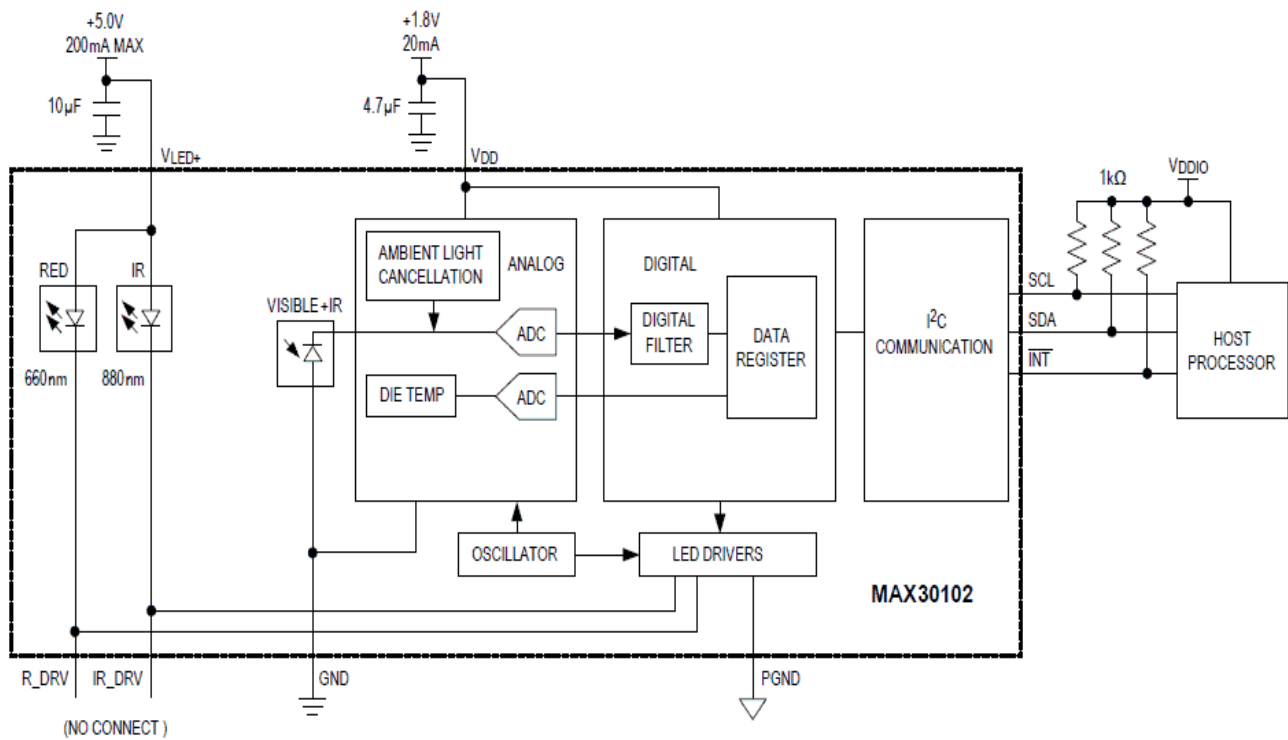 +5.0V
200mA MAX
10µF
VLED+
+1.8V
20mA
4.7µF
VDD
RED
IR
660nm
880nm
VISIBLE+IR
AMBIENT LIGHT
CANCELLATION
ANALOG
ADC
DIE TEMP
ADC
DIGITAL
DIGITAL
FILTER
DATA
REGISTER
I²C
COMMUNICATION
1kΩ
VDDIO
SCL
SDA
I̅N̅T̅
HOST
PROCESSOR
OSCILLATOR
LED DRIVERS
MAX30102
R_DRV
IR_DRV
GND
PGND
(NO CONNECT )